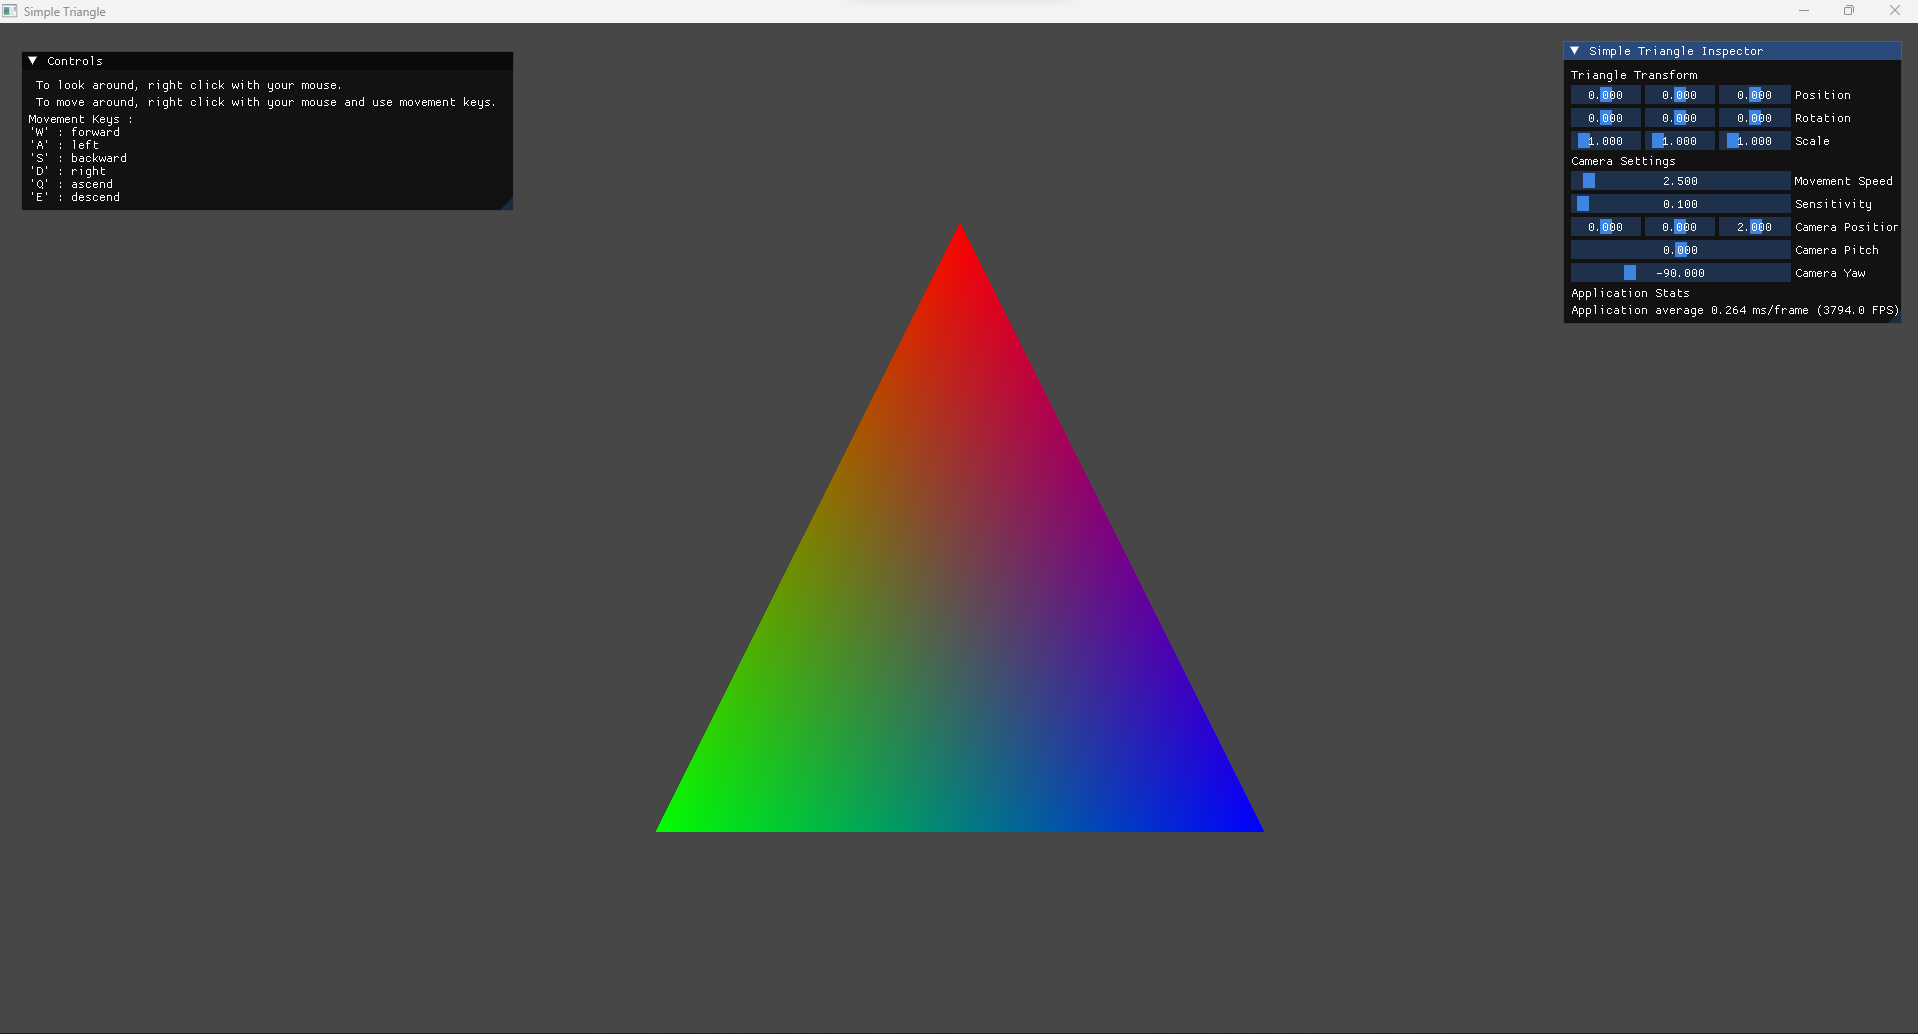 Simple Triangle
Controls
To look around, right click with your mouse.
To move around, right click with your mouse and use movement keys.
Movement Keys :
'W' : forward
'A' : left
'S' : backward
'D' : right
'Q' : ascend
'E' : descend
Simple Triangle Inspector
Triangle Transform
0.000 0.000 0.000 Position
0.000 0.000 0.000 Rotation
1.000 1.000 1.000 Scale
Camera Settings
2.500 Movement Speed
0.100 Sensitivity
0.000 0.000 2.000 Camera Position
0.000 Camera Pitch
-90.000 Camera Yaw
Application Stats
Application average 0.264 ms/frame (3794.0 FPS)